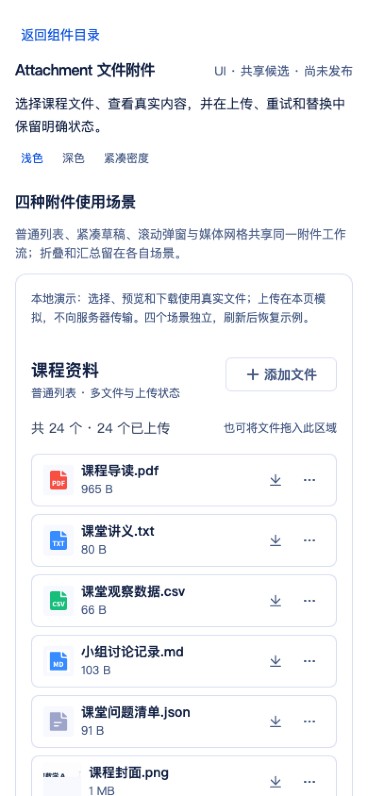 返回组件目录
Attachment 文件附件
UI · 共享候选 · 尚未发布
选择课程文件、查看真实内容，并在上传、重试和替换中
保留明确状态。
浅色 深色 紧凑密度
四种附件使用场景
普通列表、紧凑草稿、滚动弹窗与媒体网格共享同一附件工作
流；折叠和汇总留在各自场景。
本地演示：选择、预览和下载使用真实文件；上传在本页模
拟，不向服务器传输。四个场景独立，刷新后恢复示例。
课程资料
普通列表 · 多文件与上传状态
添加文件
共 24 个 · 24 个已上传
也可将文件拖入此区域
PDF
课程导读.pdf
965 B
TXT
课堂讲义.txt
80 B
CSV
课堂观察数据.csv
66 B
MD
小组讨论记录.md
103 B
课堂问题清单.json
91 B
课程封面.png
1 MB